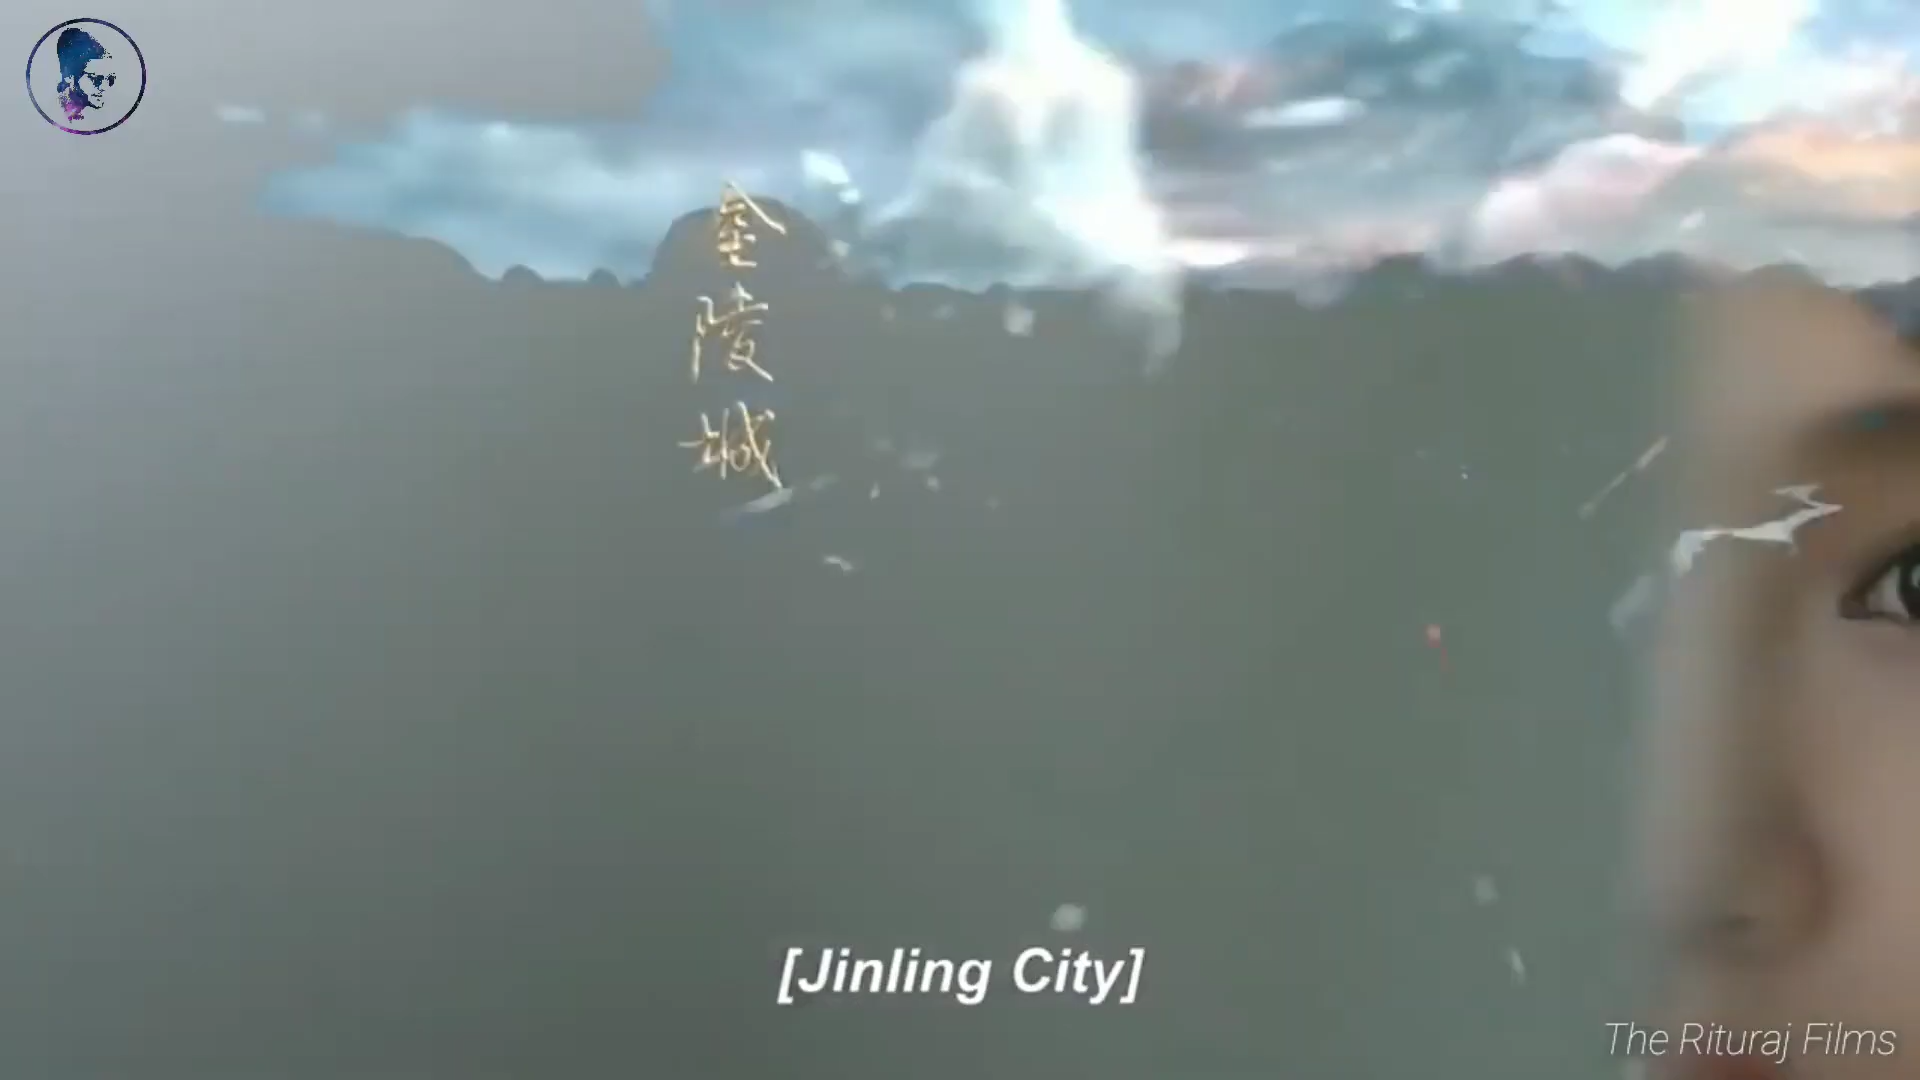 金
陵
城
[Jinling City]
The Rituraj Films